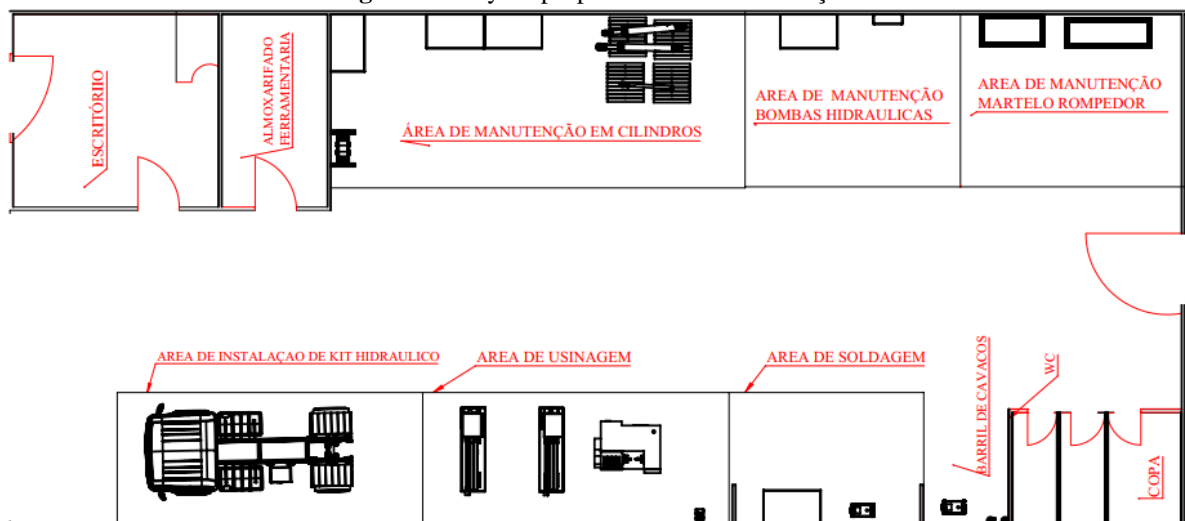 ESCRITÓRIIO
ALMOXARIFADO
FERRAMENTARIA
ÁREA DE MANUTENÇÃO EM CILINDROS
AREA DE MANUTENÇÃO
BOMBAS HIDRAULICAS
AREA DE MANUTENÇÃO
MARTELO ROMPEDOR
AREA DE INSTALAÇAO DE KIT HIDRAULICO
AREA DE USINAGEM
AREA DE SOLDAGEM
BARRIL DE CAVACOS
WC
COPA